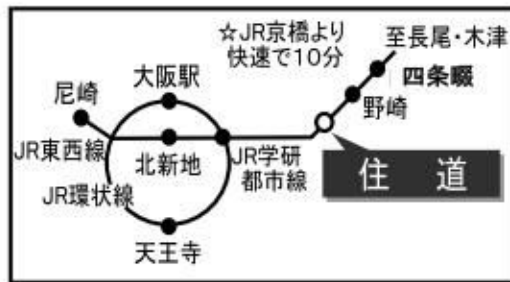 ☆JR京橋より
快速で10分
至長尾・木津
大阪駅
四条畷
尼崎
野崎
JR東西線
北新地
JR学研
都市線
住 道
JR環状線
天王寺